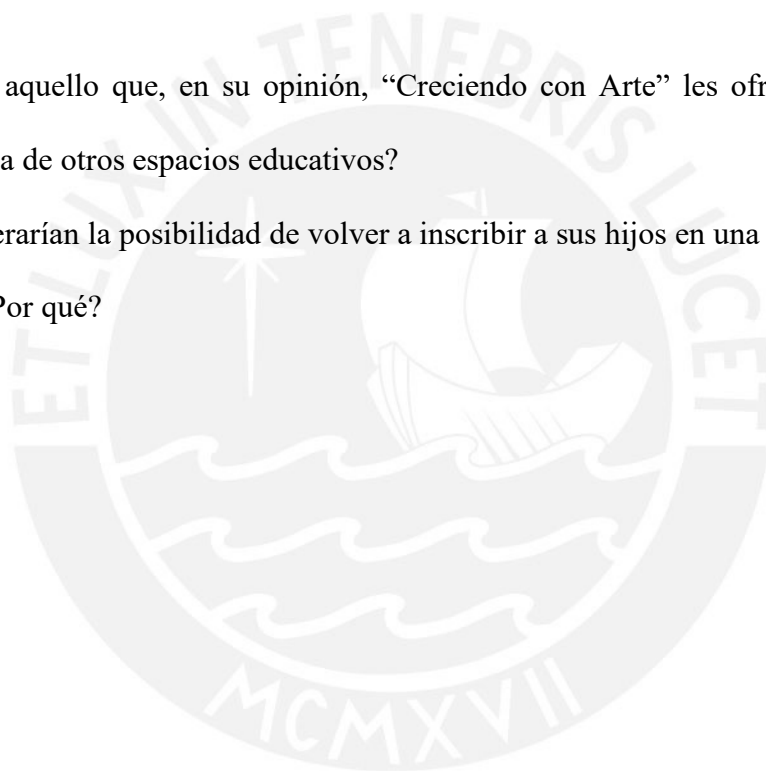 aquello que, en su opinión, “Creciendo con Arte” les ofr
a de otros espacios educativos?
erarían la posibilidad de volver a inscribir a sus hijos en una
Por qué?
ET LUX IN TENEBRIS LUCET
MCMXVII